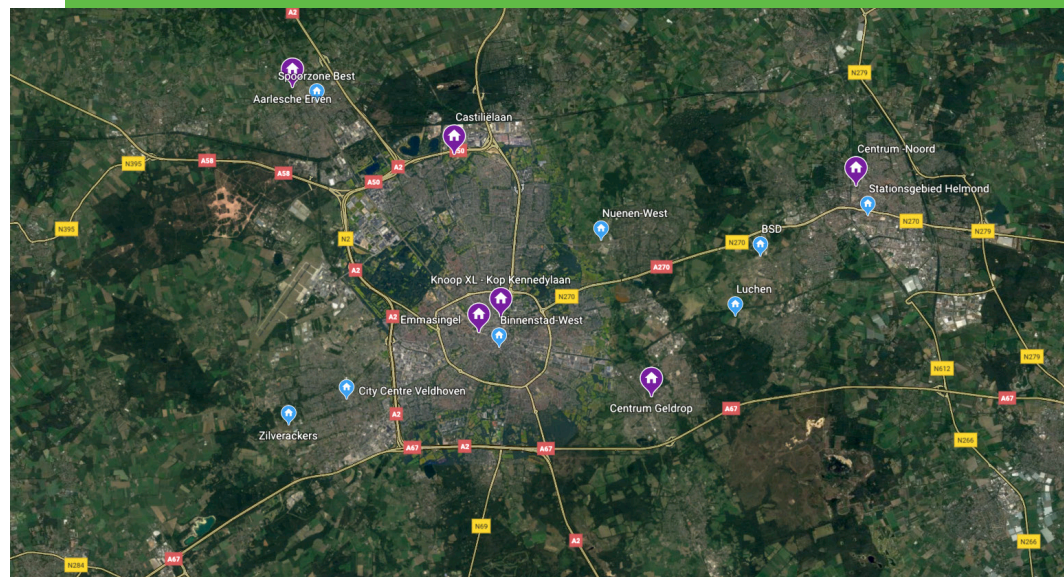 A2
Spoorzone Best
Aarlesche Erven
N279
Castiliëlaan
A50
A2
A58
A58
N395
A50
Centrum -Noord
Stationsgebied Helmond
N395
N2
Nuenen-West
BSD
N270
N270
N279
A2
A270
Knoop XL - Kop Kennedylaan
N270
Luchen
A2
Emmasingel
Binnenstad-West
N279
N612
City Centre Veldhoven
Centrum Geldrop
A67
A67
Zilverackers
A2
A67
A2
A67
N266
N69
A2
N266
A67
N284